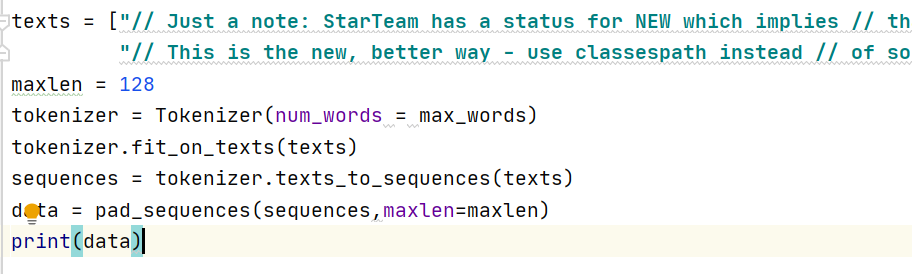 texts = ["// Just a note: StarTeam has a status for NEW which implies // th
"// This is the new, better way - use classespath instead // of so
maxlen = 128
tokenizer = Tokenizer(num_words = max_words)
tokenizer.fit_on_texts(texts)
sequences = tokenizer.texts_to_sequences(texts)
data = pad_sequences(sequences,maxlen=maxlen)
print(data)